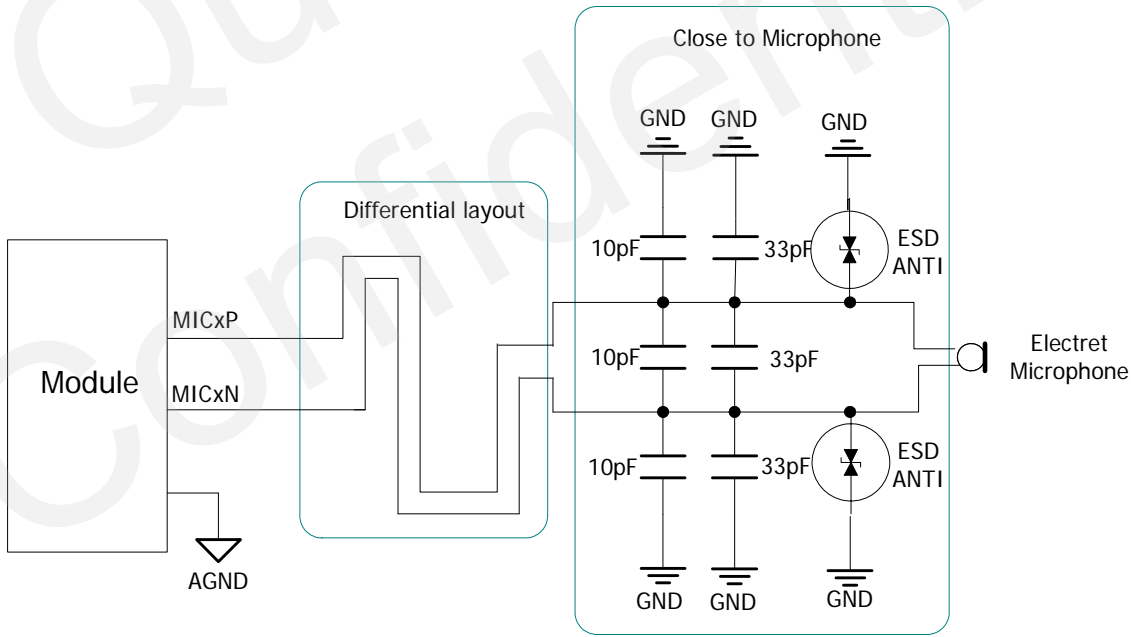 Close to Microphone
GND
GND
GND
Differential layout
10pF
33pF
ESD
ANTI
MICxP
Module
MICxN
10pF
33pF
Electret
Microphone
10pF
33pF
ESD
ANTI
AGND
GND
GND
GND
Confident